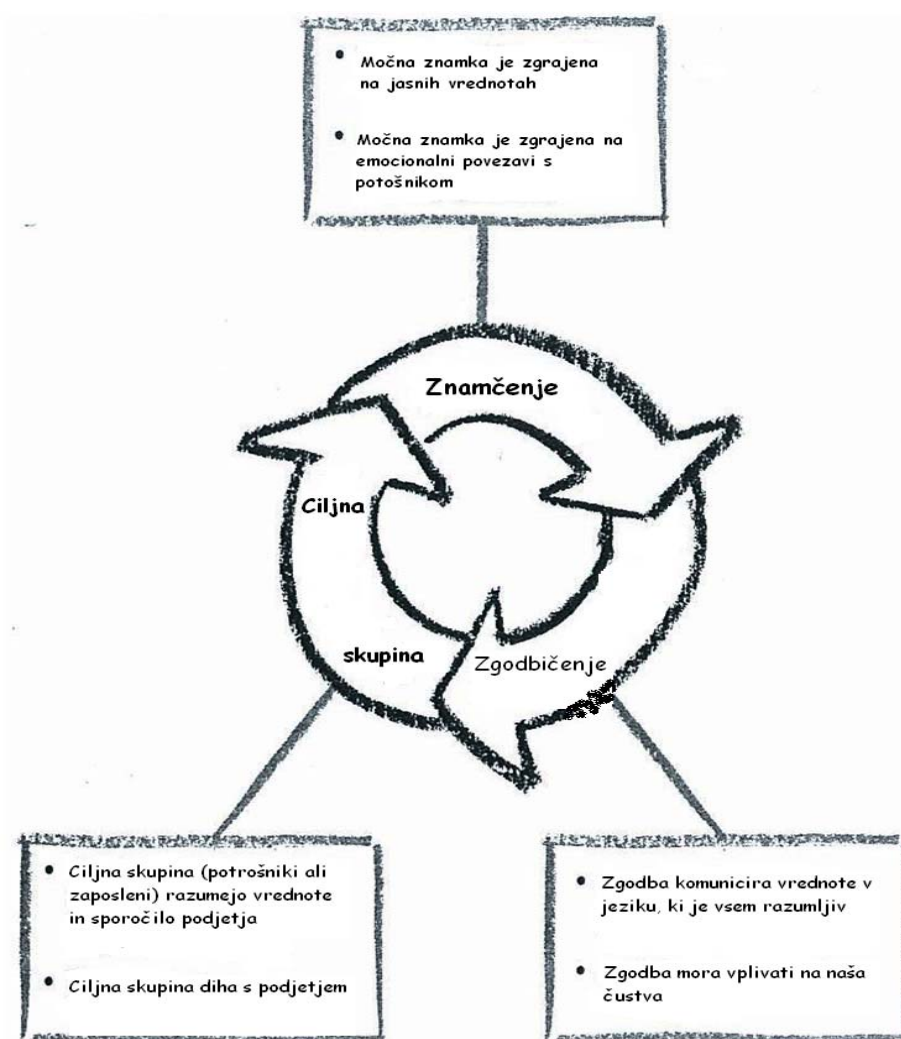 • Močna znamka je zgrajena
na jasnih vrednotah
• Močna znamka je zgrajena na
emocionalni povezavi s
potošnikom
Znamčenje
Ciljna
skupina
Zgodbičenje
• Ciljna skupina (potrošniki ali
zaposleni) razumejo vrednote
in sporočilo podjetja
• Ciljna skupina diha s podjetjem
• Zgodba komunicira vrednote v
jeziku, ki je vsem razumljiv
• Zgodba mora vplivati na naša
čustva